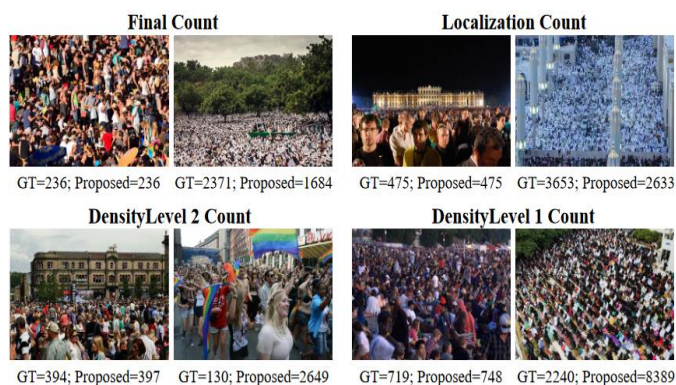 Final Count
Localization Count
GT=236; Proposed=236
GT=2371; Proposed=1684
GT=475; Proposed=475
GT=3653; Proposed=2633
DensityLevel 2 Count
DensityLevel 1 Count
GT=394; Proposed=397
GT=130; Proposed=2649
GT=719; Proposed=748
GT=2240; Proposed=8389